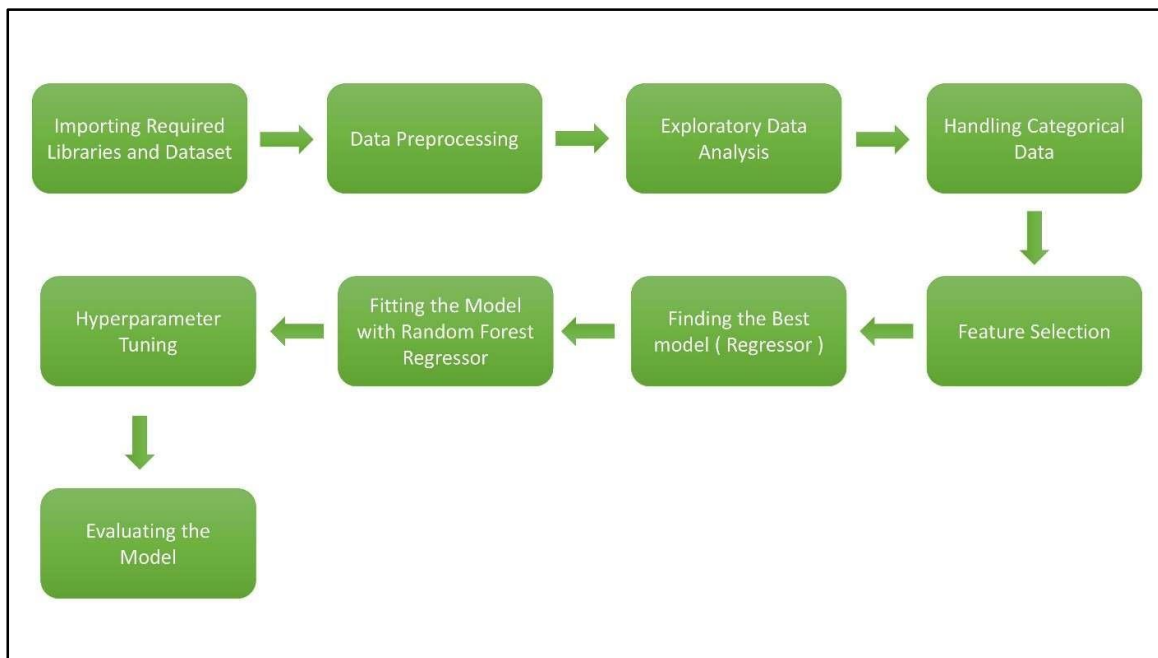 Importing Required
Libraries and Dataset
Data Preprocessing
Exploratory Data
Analysis
Handling Categorical
Data
Feature Selection
Finding the Best
model ( Regressor )
Fitting the Model
with Random Forest
Regressor
Hyperparameter
Tuning
Evaluating the
Model